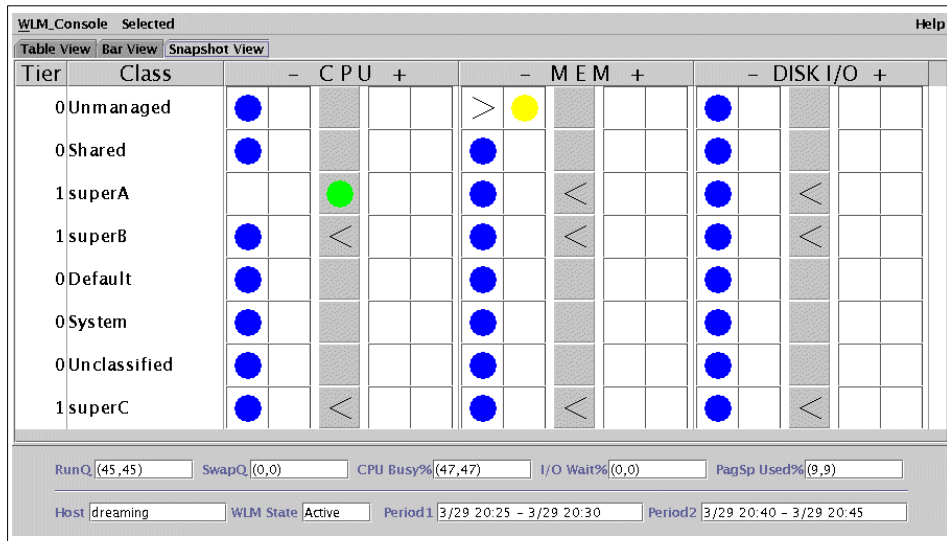 WLM_Console Selected Help
Table View Bar View Snapshot View
Tier Class - CPU + - MEM + - DISK I/O +
0 Unmanaged >
0 Shared
1 superA < <
1 superB < <
0 Default
0 System
0 Unclassified
1 superC < < <
RunQ (45,45) SwapQ (0,0) CPU Busy% (47,47) I/O Wait% (0,0) PagSp Used% (9,9)
Host dreaming WLM State Active Period1 3/29 20:25 - 3/29 20:30 Period2 3/29 20:40 - 3/29 20:45